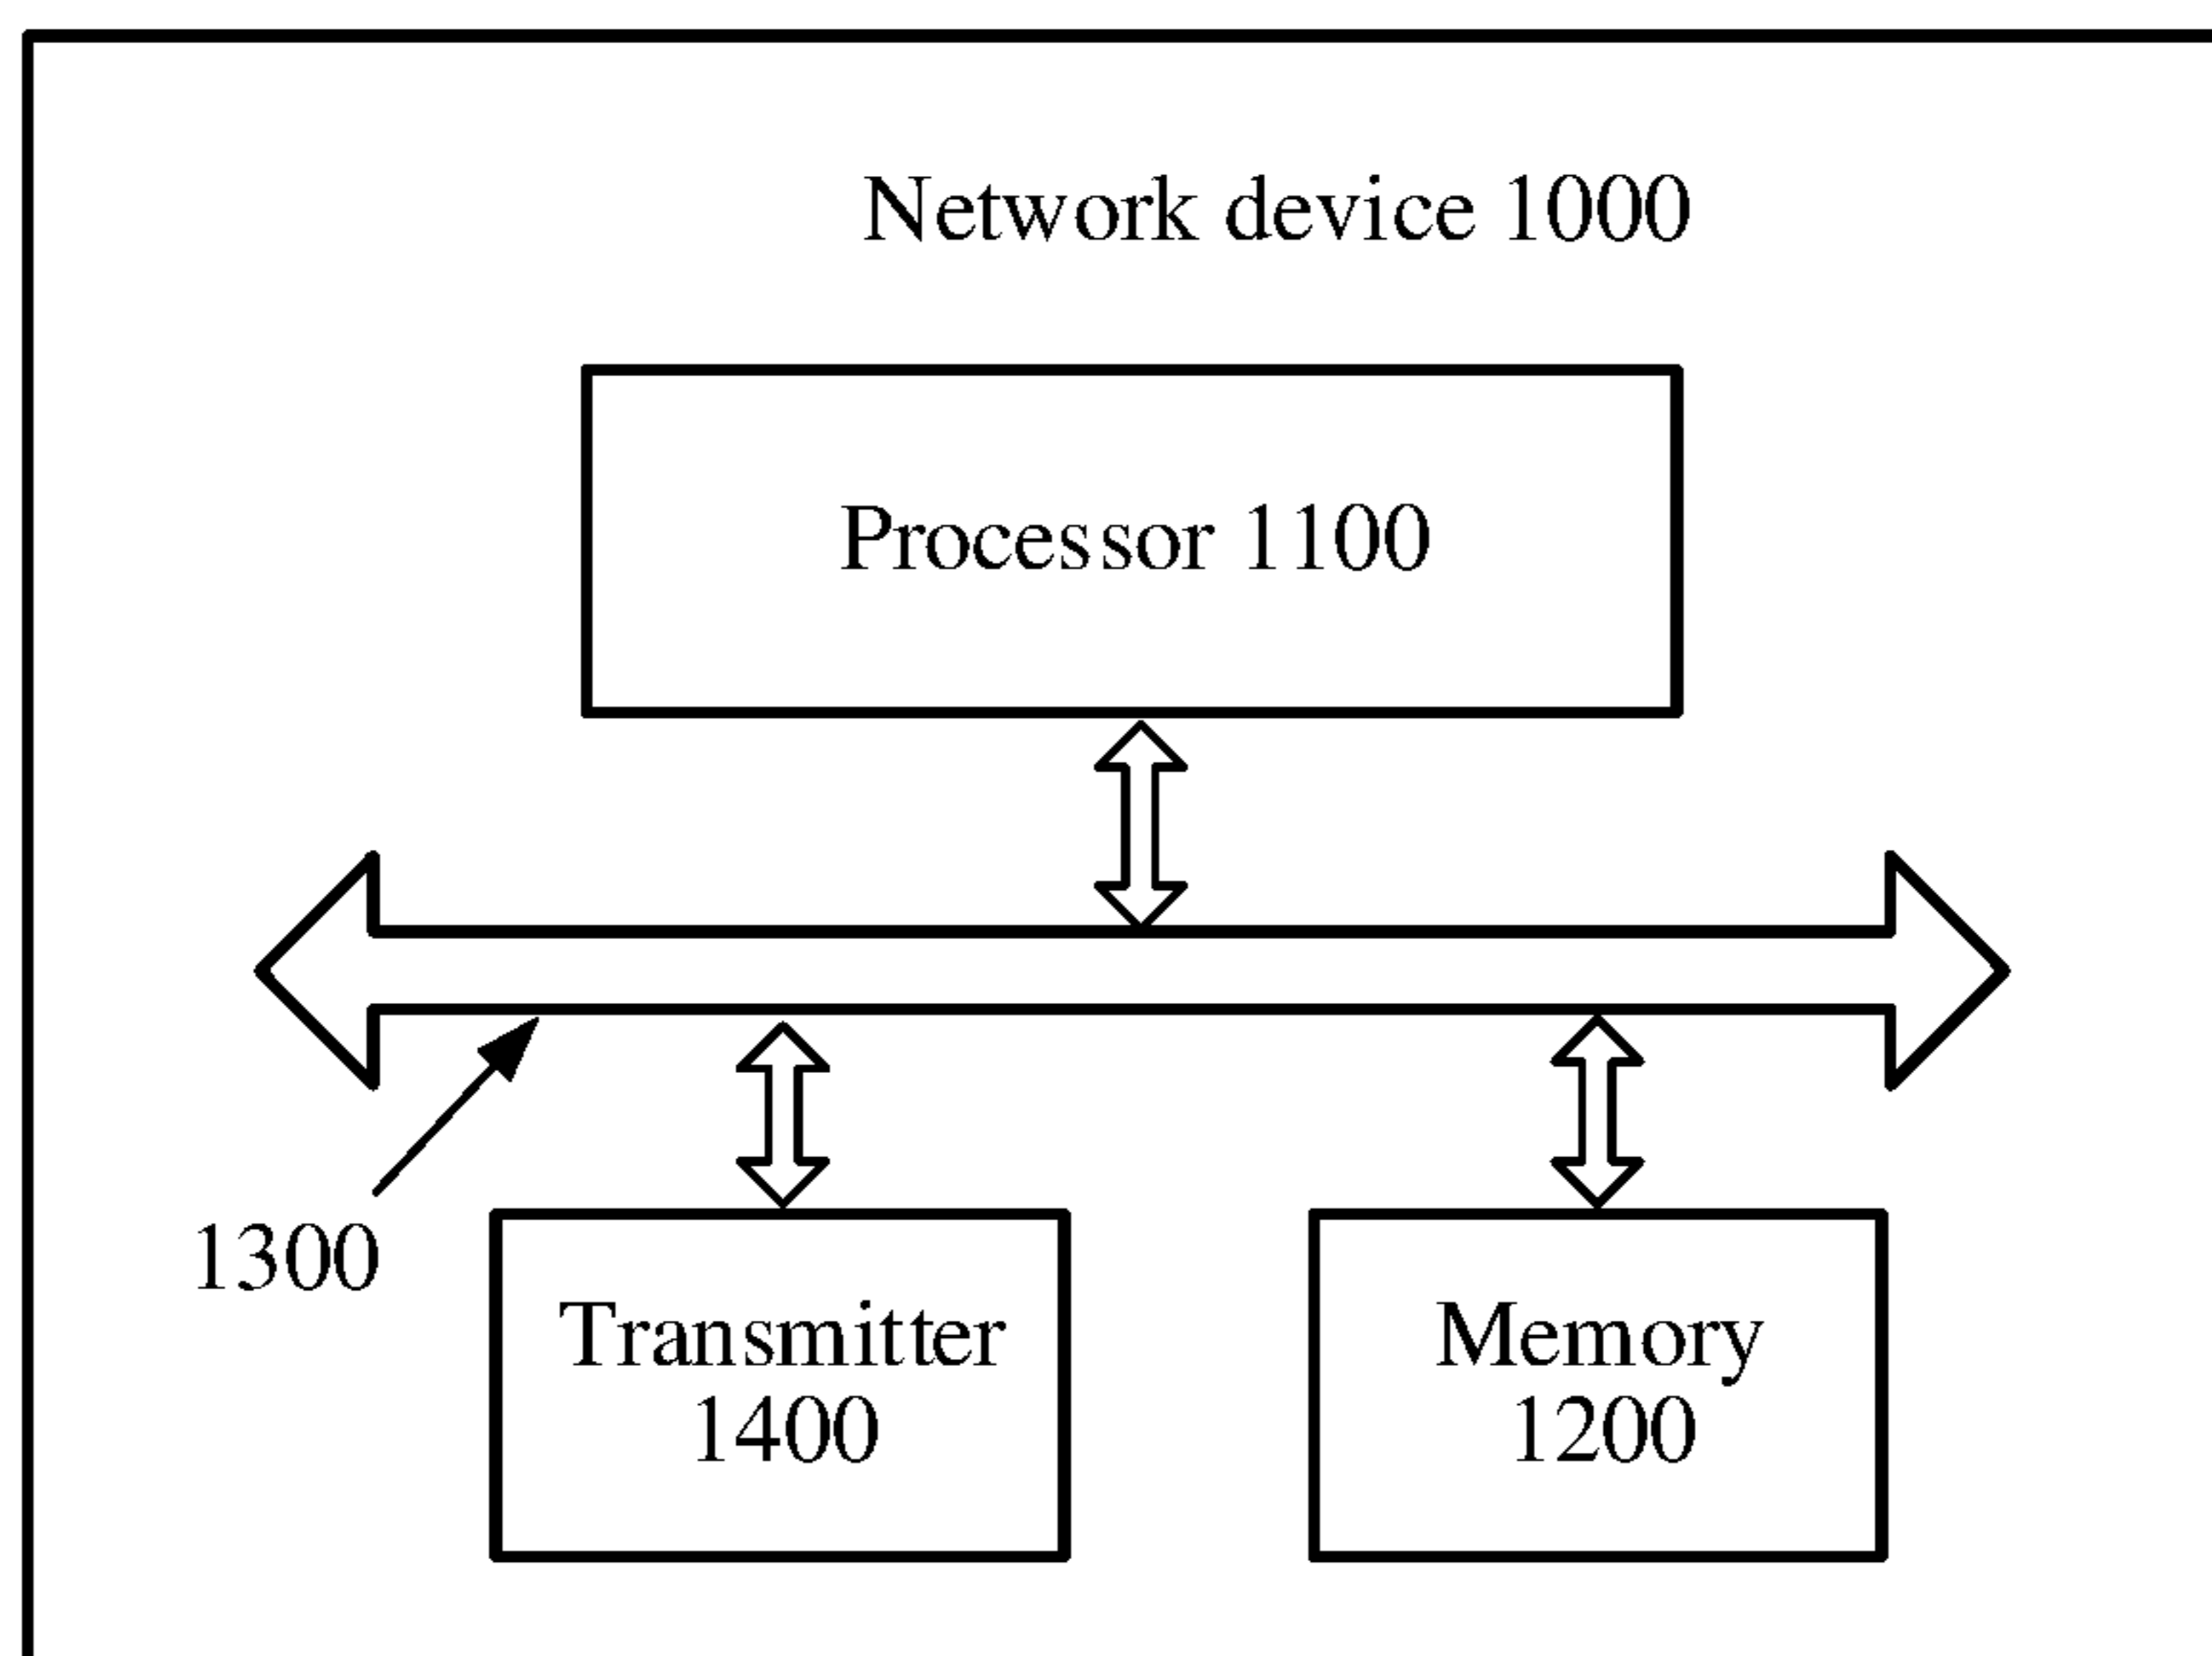 Network device 1000
Processor 1100
1300
Transmitter
1400
Memory
1200